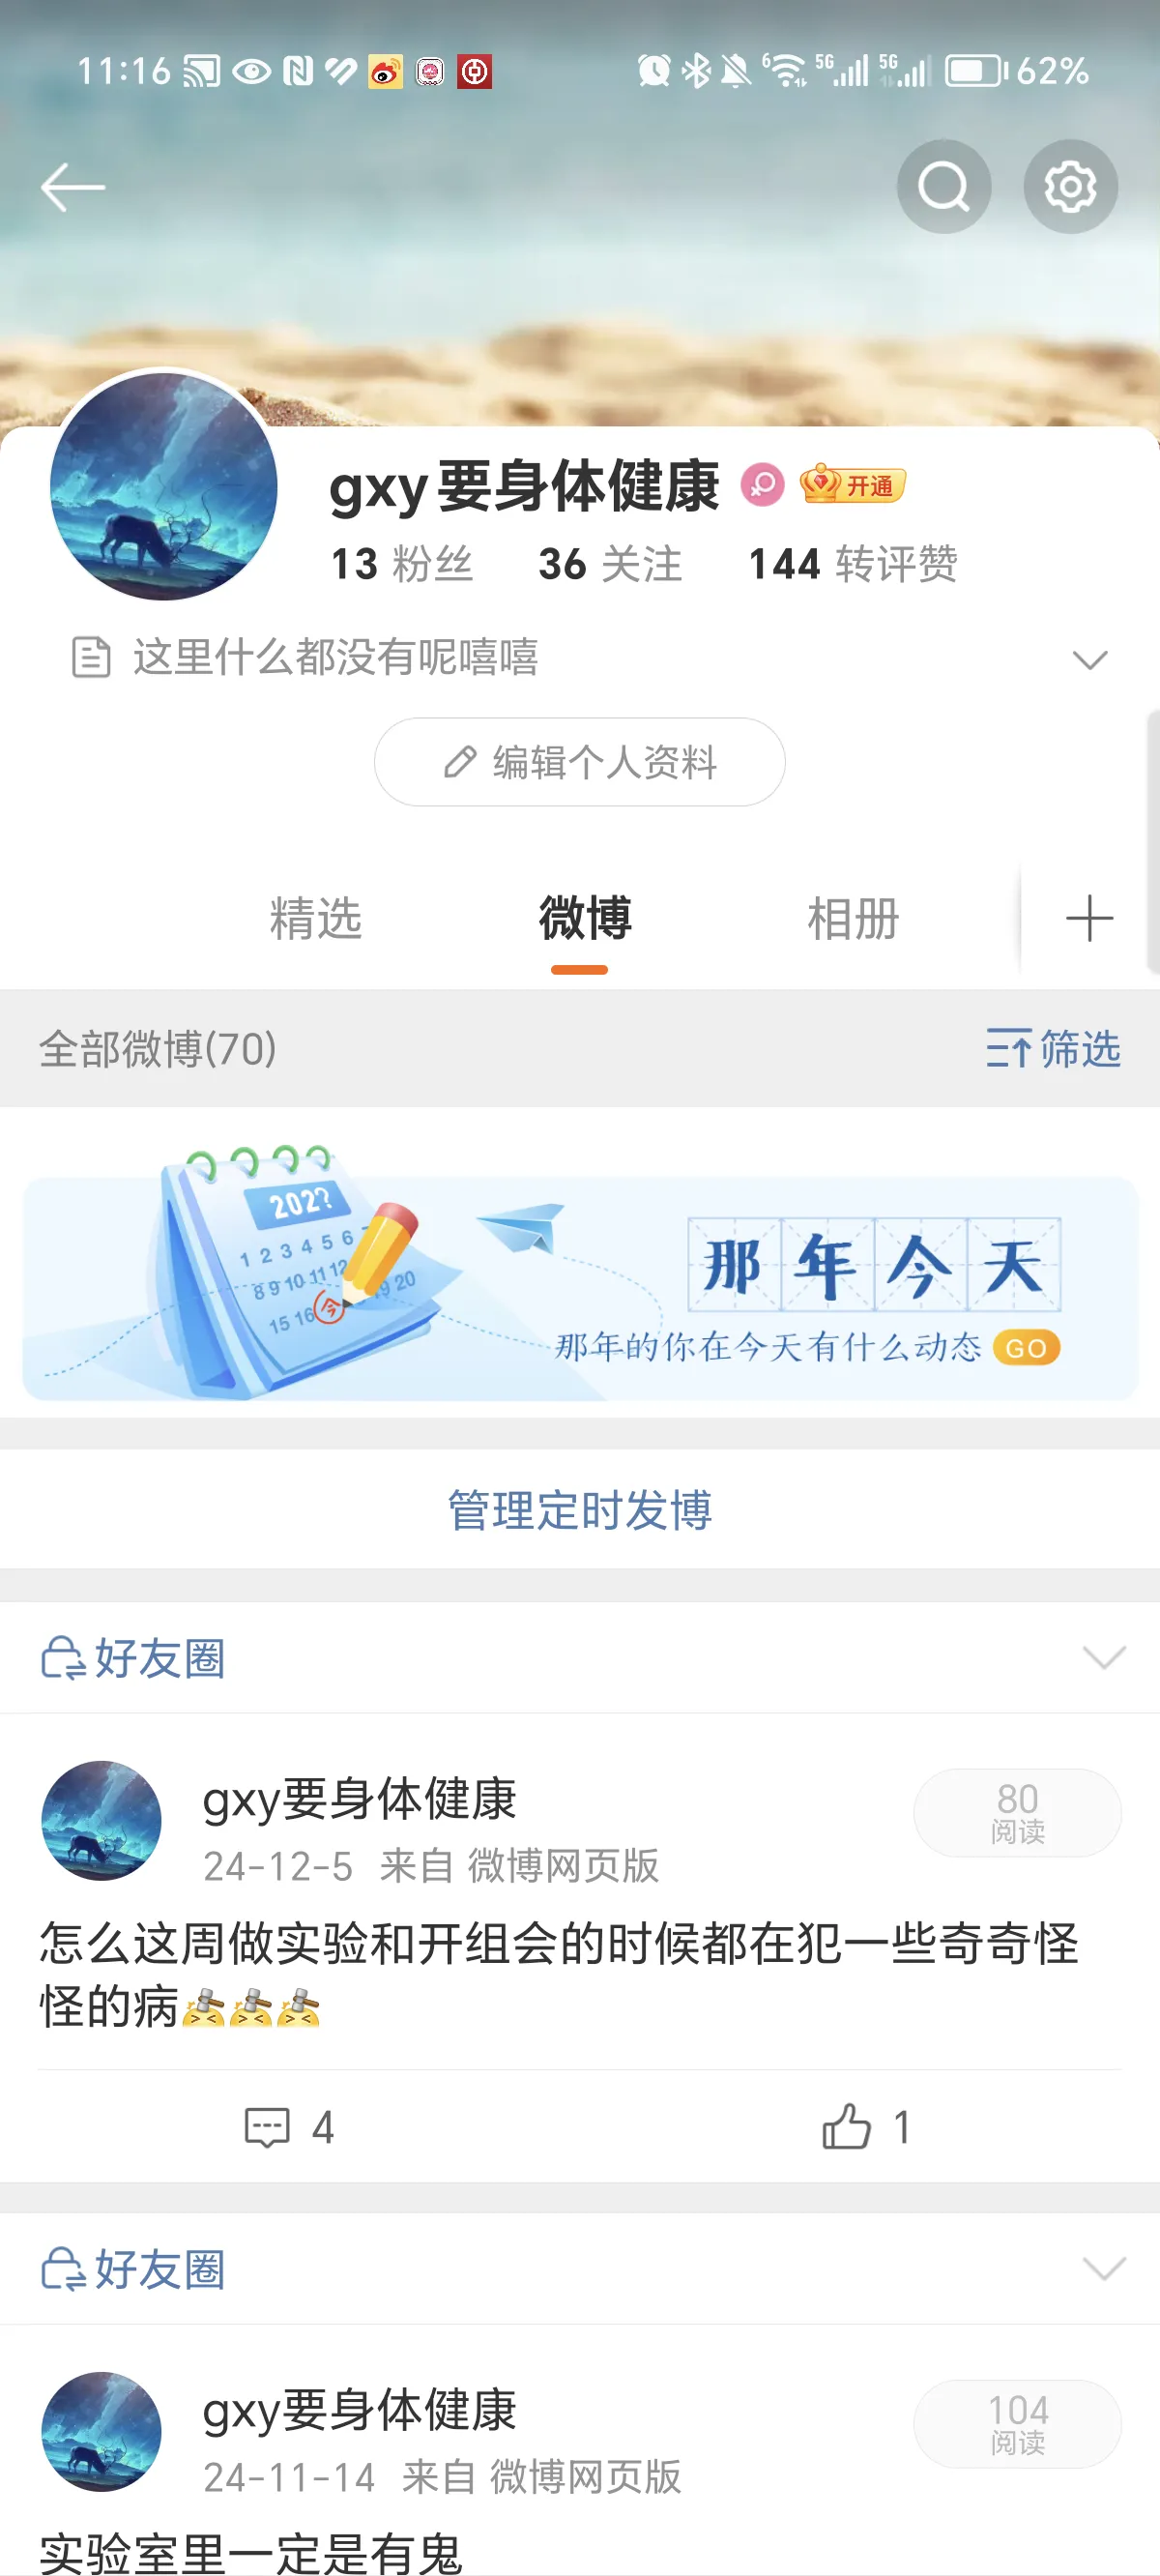 11:16 6 5G 5G 62%
gxy要身体健康 开通
13 粉丝 36 关注 144 转评赞
这里什么都没有呢嘻嘻
编辑个人资料
精选 微博 相册
全部微博(70) 筛选
202?
1 2 3 4 5 6 7
8 9 10 11 12
19 20
15 16 今
那年今天
那年的你在今天有什么动态 GO
管理定时发博
好友圈
gxy要身体健康
80
阅读
24-12-5 来自 微博网页版
怎么这周做实验和开组会的时候都在犯一些奇奇怪
怪的病
4 1
好友圈
gxy要身体健康
104
阅读
24-11-14 来自 微博网页版
实验室里一定是有鬼